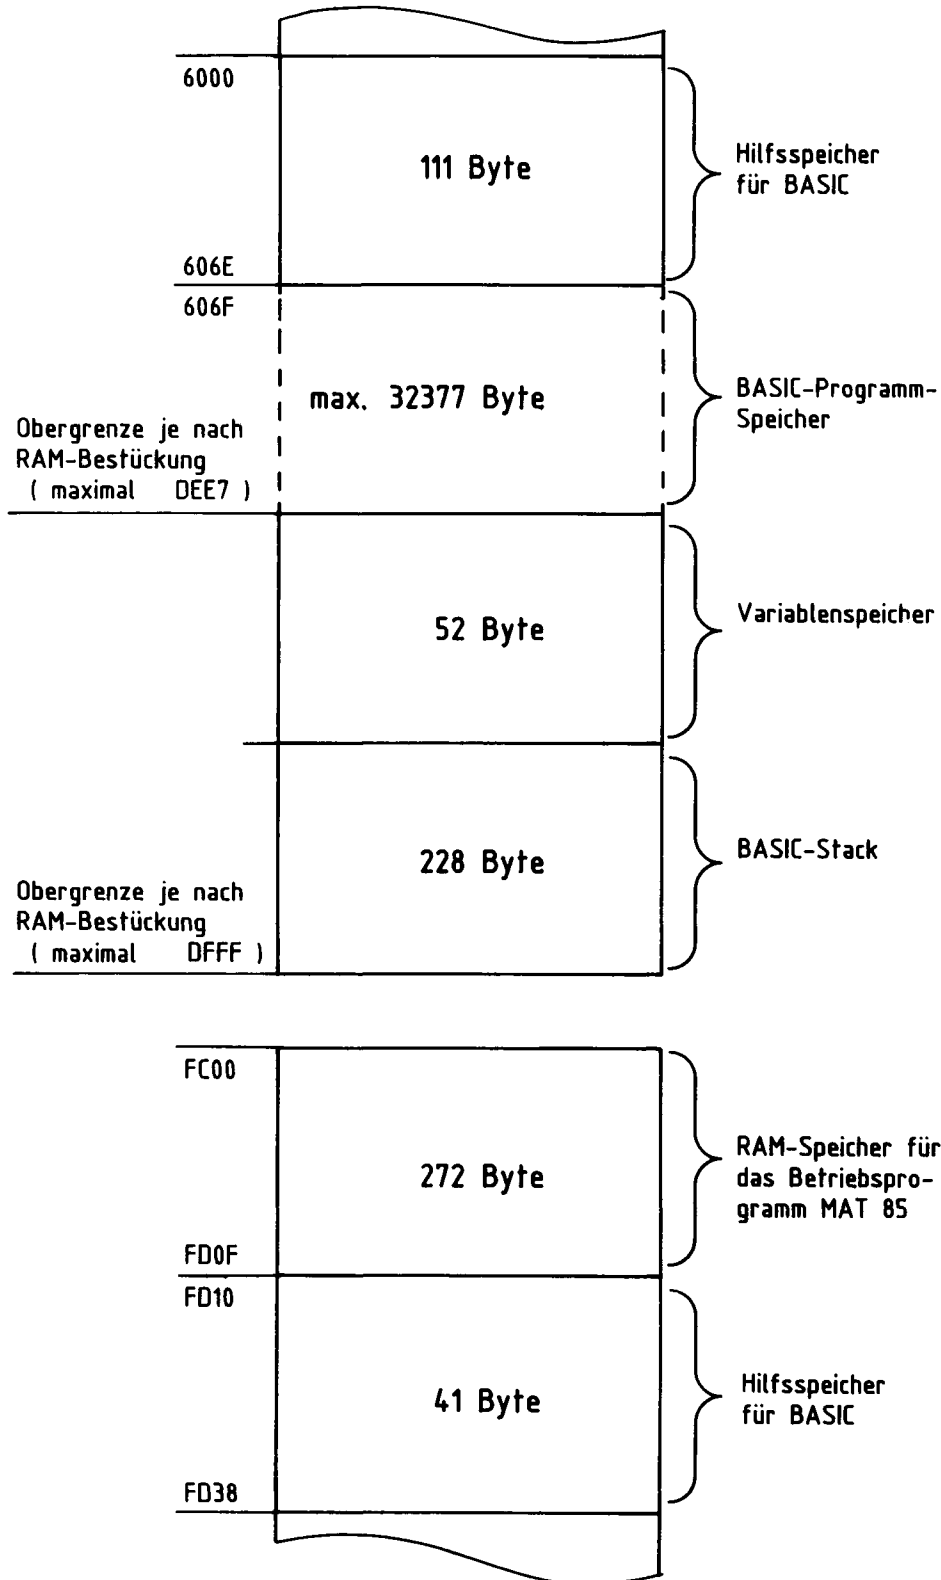 6000
111 Byte
Hilfsspeicher
für BASIC
606E
606F
max. 32377 Byte
BASIC-Programm-
Speicher
Obergrenze je nach
RAM-Bestückung
( maximal DEE7 )
52 Byte
Variablenspeicher
228 Byte
BASIC-Stack
Obergrenze je nach
RAM-Bestückung
( maximal DFFF )
FC00
272 Byte
RAM-Speicher für
das Betriebspro-
gramm MAT 85
FD0F
FD10
41 Byte
Hilfsspeicher
für BASIC
FD38